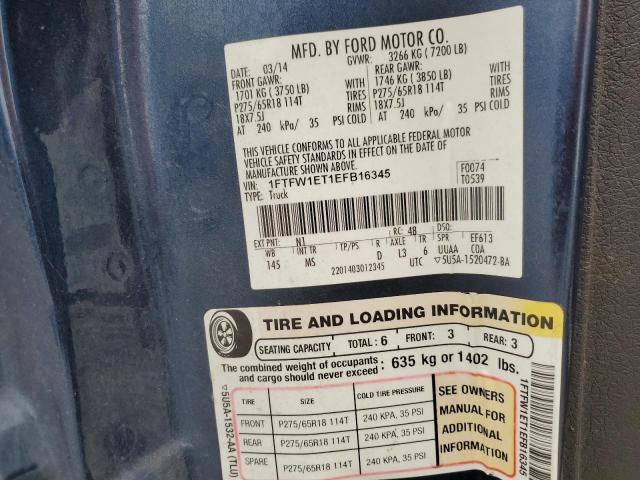 MFD. BY FORD MOTOR CO.
DATE: 03/14 GVWR: 3266 KG ( 7200 LB)
FRONT GAWR: REAR GAWR:
1701 KG ( 3750 LB) 1746 KG ( 3850 LB)
P275/65R18 114T TIRES P275/65R18 114T TIRES
18X7.5J RIMS 18X7.5J RIMS
AT 240 kPa/ 35 PSI COLD AT 240 kPa/ 35 PSI COLD
THIS VEHICLE CONFORMS TO ALL APPLICABLE FEDERAL MOTOR
VEHICLE SAFETY STANDARDS IN EFFECT ON THE DATE OF
MANUFACTURE SHOWN ABOVE.
VIN: 1FTFW1ET1EFB16345 F0074
TYPE: Truck T0539
EXT PNT: N1 RC: 48 DSO:
WB INT TR TP/PS R AXLE TR SPR EF613
145 MS D L3 6 UUAA COA
2201403012345 UTC ▽5U5A-1520472-BA
TIRE AND LOADING INFORMATION
SEATING CAPACITY TOTAL : 6 FRONT: 3 REAR: 3
The combined weight of occupants and cargo should never exceed : 635 kg or 1402 lbs.
TIRE SIZE COLD TIRE PRESSURE
FRONT P275/65R18 114T 240 KPA, 35 PSI
REAR P275/65R18 114T 240 KPA, 35 PSI
SPARE P275/65R18 114T 240 KPA, 35 PSI
SEE OWNERS
MANUAL FOR
ADDITIONAL
INFORMATION
▽5U5A-1532-AA (TLU)
1FTFW1ET1EFB16345